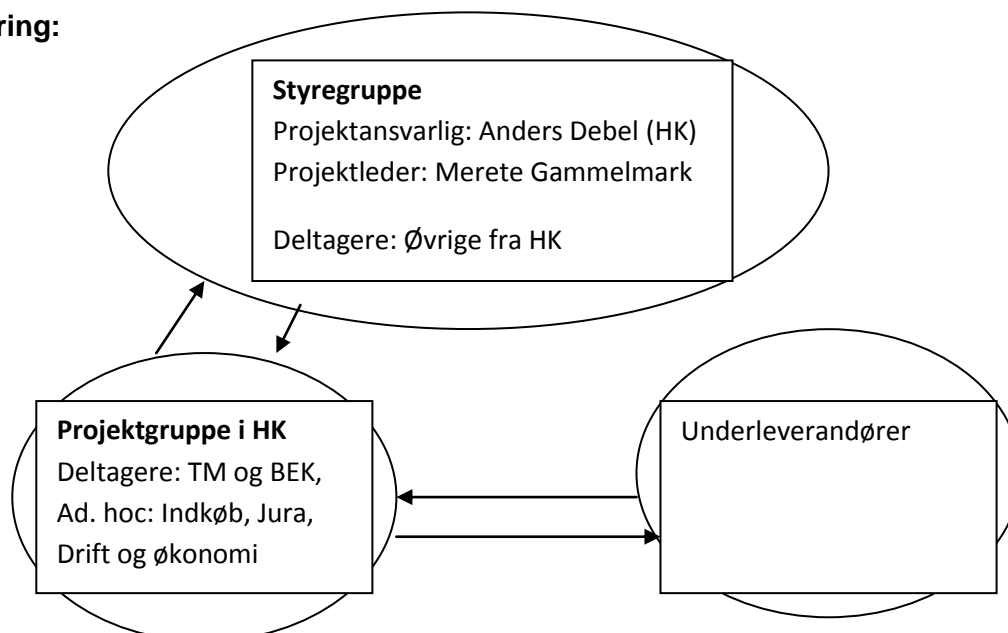 ring:
Styregruppe
Projektansvarlig: Anders Debel (HK)
Projektleder: Merete Gammelmark
Deltagere: Øvrige fra HK
Projektgruppe i HK
Deltagere: TM og BEK,
Ad. hoc: Indkøb, Jura,
Drift og økonomi
Underleverandører